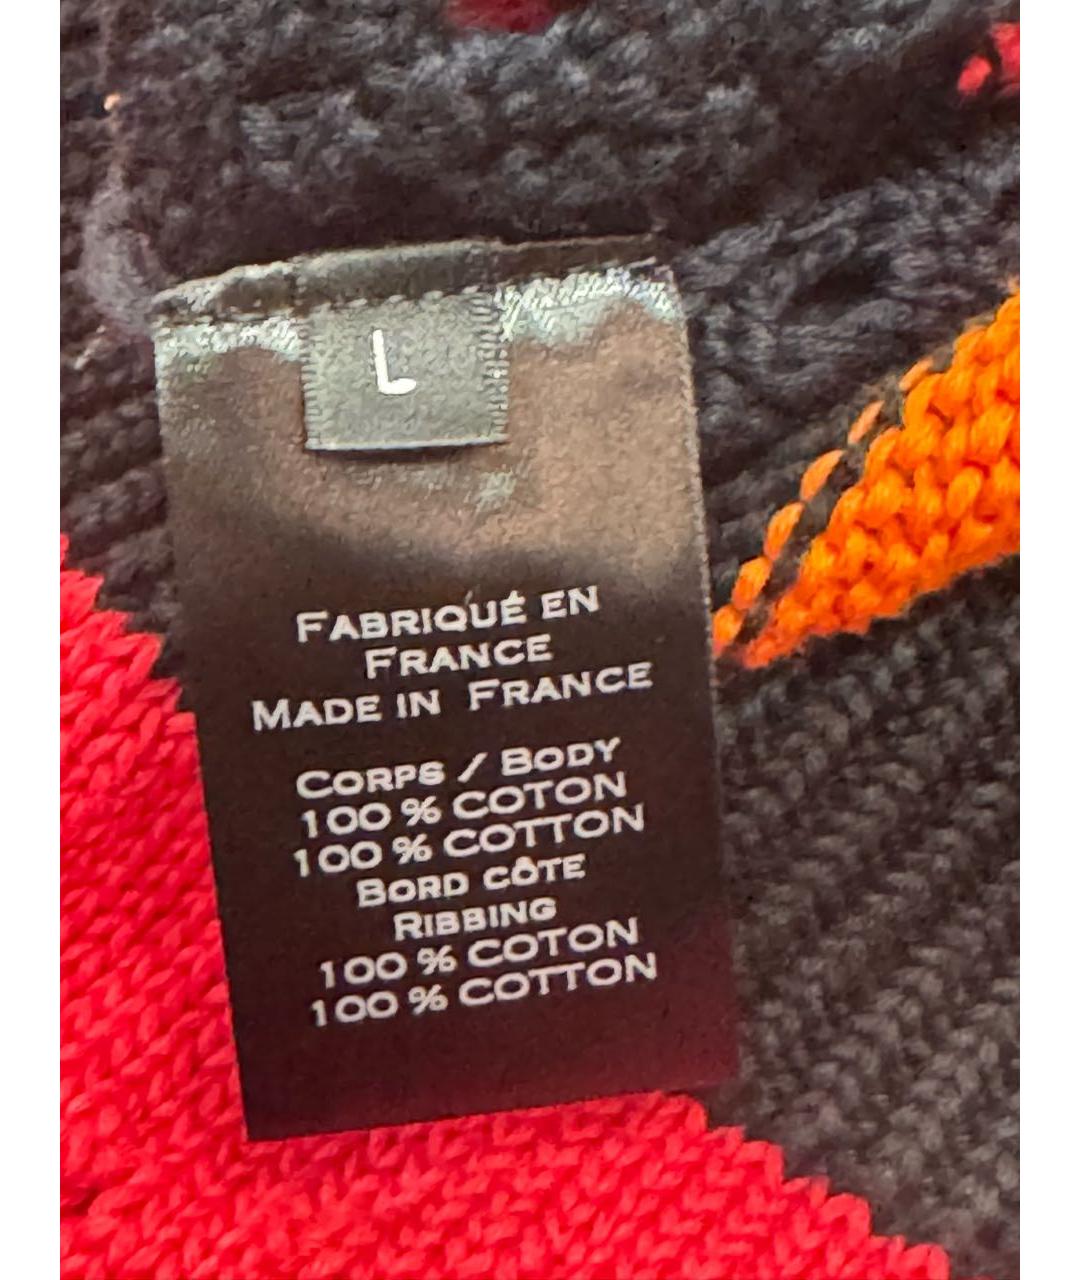 L
FABRIQUÉ EN
FRANCE
MADE IN FRANCE
CORPS / BODY
100 % COTON
100 % COTTON
BORD CÔTE
RIBBING
100 % COTON
100 % COTTON